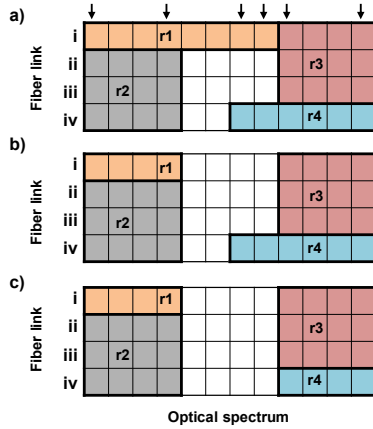 a)
i
r1
ii
r3
iii
r2
iv
r4
Fiber link
b)
i
r1
ii
r3
iii
r2
iv
r4
Fiber link
c)
i
r1
ii
r3
iii
r2
iv
r4
Fiber link
Optical spectrum